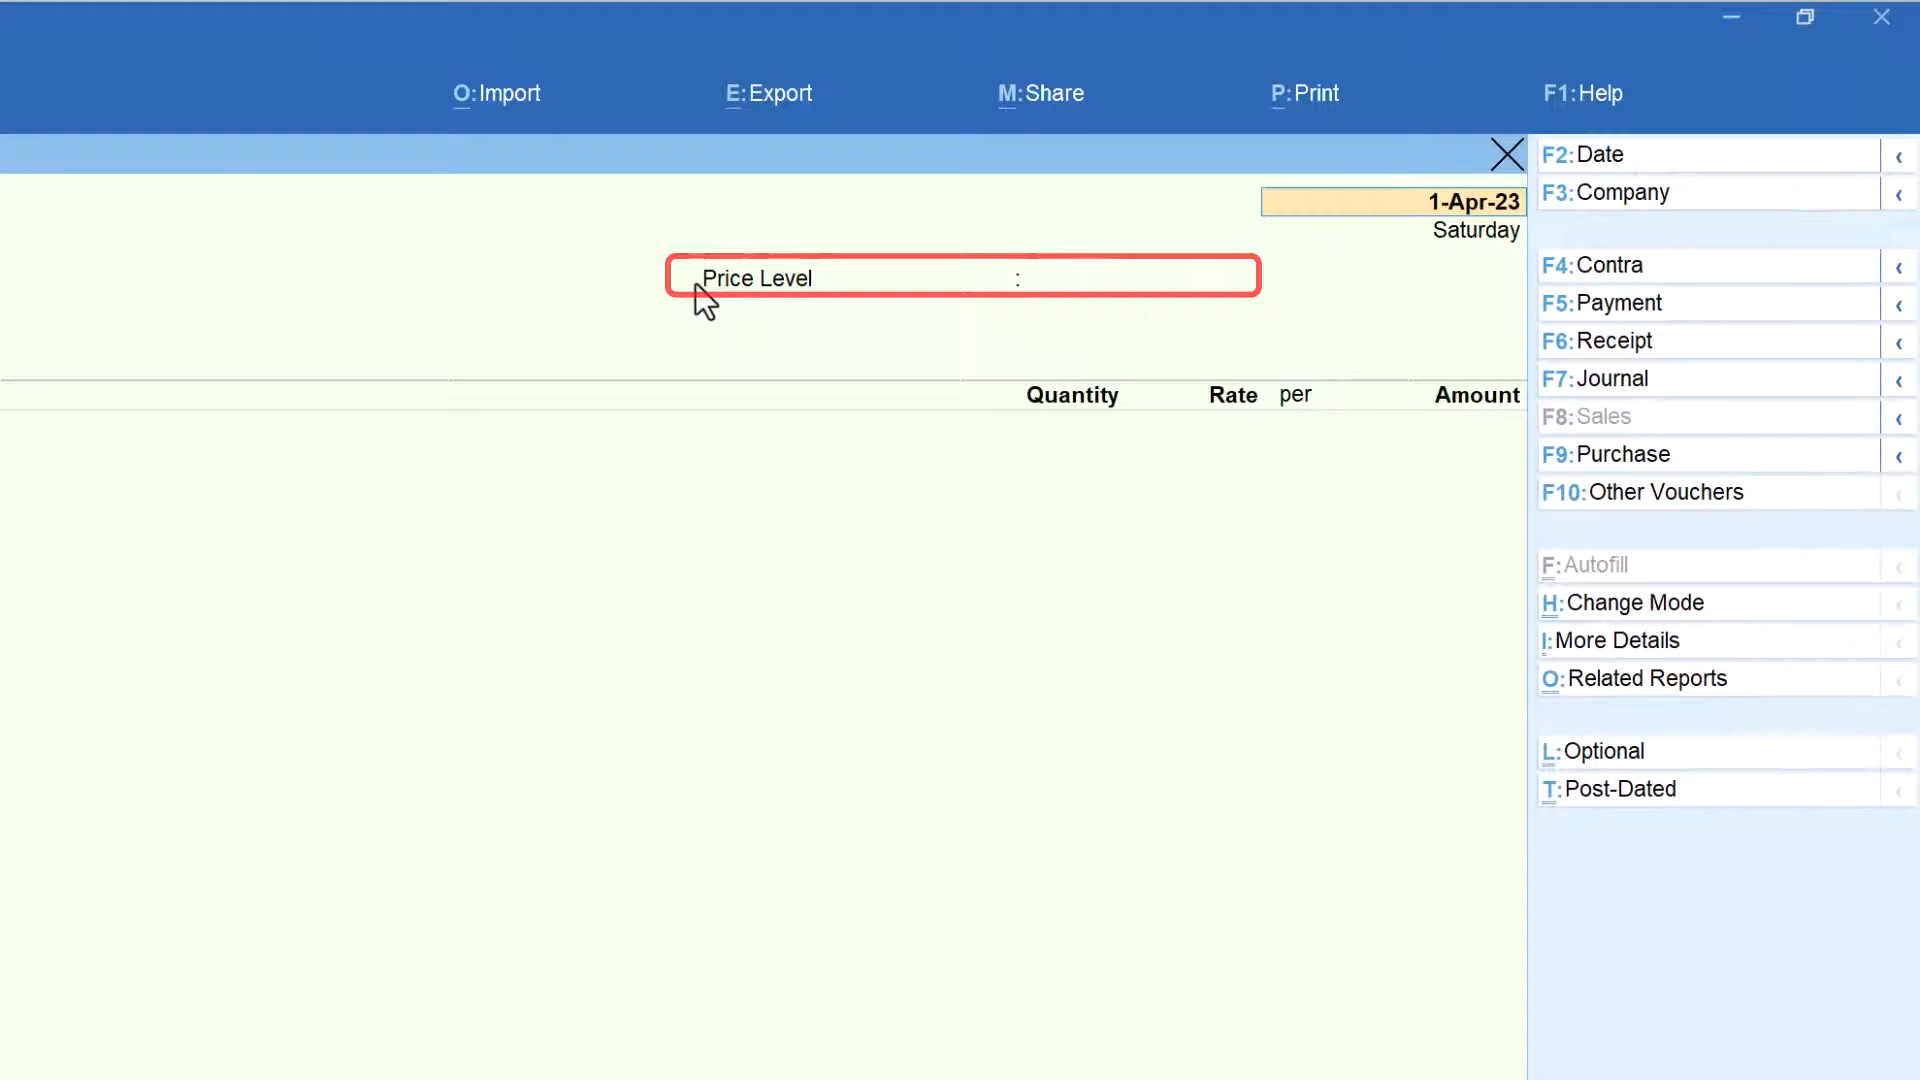 O:Import E:Export M:Share P:Print F1:Help
F2:Date
1-Apr-23
F3:Company
Saturday
Price Level :
F4:Contra
F5:Payment
F6:Receipt
F7:Journal
Quantity Rate per Amount
F8:Sales
F9:Purchase
F10:Other Vouchers
F:Autofill
H:Change Mode
I:More Details
O:Related Reports
L:Optional
T:Post-Dated